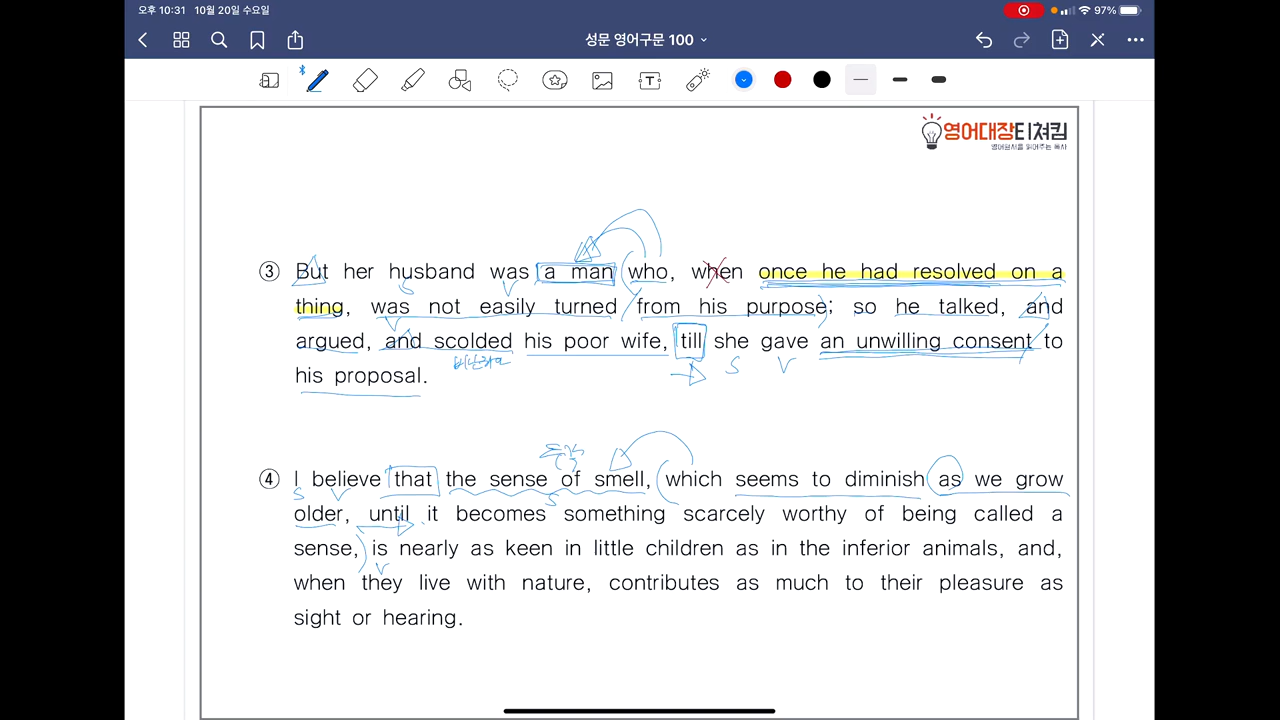 오후 10:31 10월 20일 수요일
97%
성문 영어구문 100
영어대장티쳐킴
③ But her husband was a man who, when once he had resolved on a
thing, was not easily turned from his purpose; so he talked, and
argued, and scolded his poor wife, till she gave an unwilling consent to
his proposal.
S V
V
비난하고
S V
④ I believe that the sense of smell, which seems to diminish as we grow
older, until it becomes something scarcely worthy of being called a
sense, is nearly as keen in little children as in the inferior animals, and,
when they live with nature, contributes as much to their pleasure as
sight or hearing.
S V
S
V